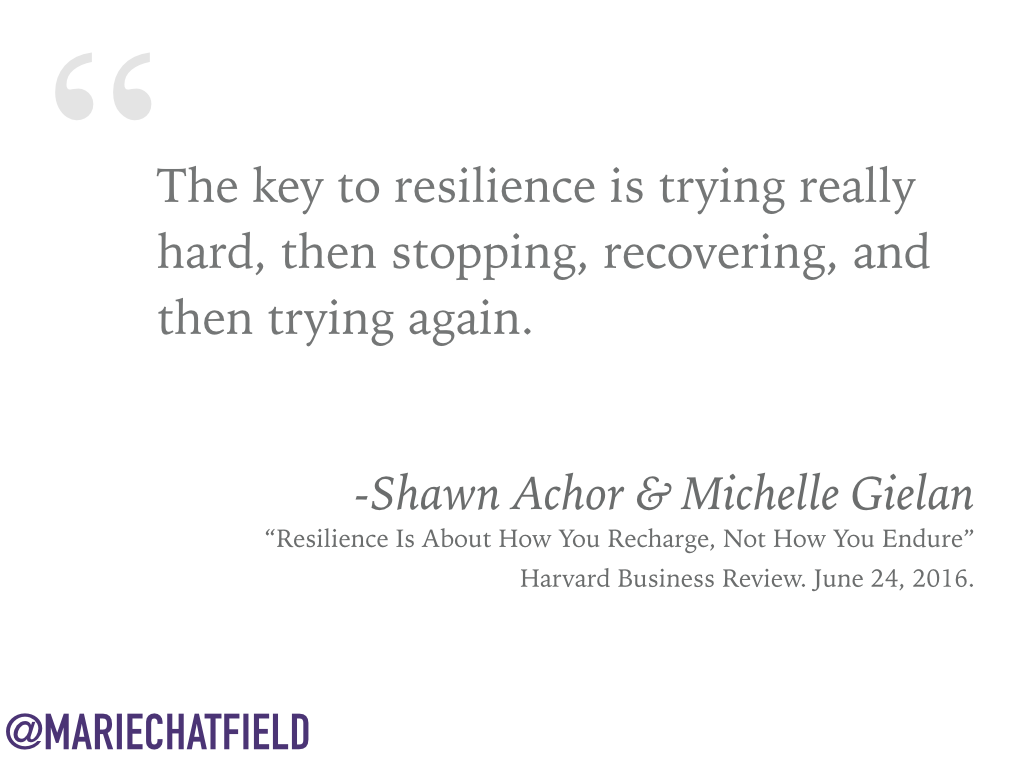 “
The key to resilience is trying really
hard, then stopping, recovering, and
then trying again.
-Shawn Achor & Michelle Gielan
“Resilience Is About How You Recharge, Not How You Endure”
Harvard Business Review. June 24, 2016.
@MARIECHATFIELD